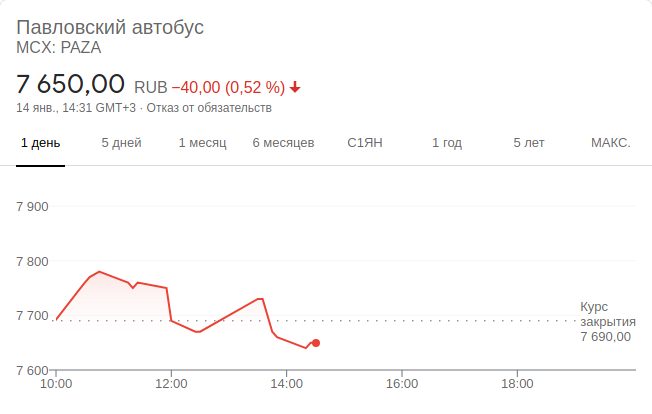 Павловский автобус
MCX: PAZA
7 650,00 RUB −40,00 (0,52 %)
14 янв., 14:31 GMT+3 · Отказ от обязательств
1 день 5 дней 1 месяц 6 месяцев С1ЯН 1 год 5 лет МАКС.
7 900
7 800
7 700
7 600
Курс
закрытия
7 690,00
10:00 12:00 14:00 16:00 18:00